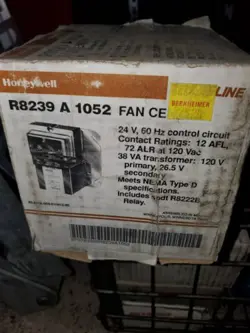 Honeywell
LINE
BERKHEIMER
R8239 A 1052 FAN CE
24 V, 60 Hz control circuit
Contact Ratings: 12 AFL,
72 ALR at 120 Vac
38 VA transformer: 120 V
primary, 26.5 V
secondary
Meets NEMA Type D
specifications.
Includes spdt R8222B
Relay.